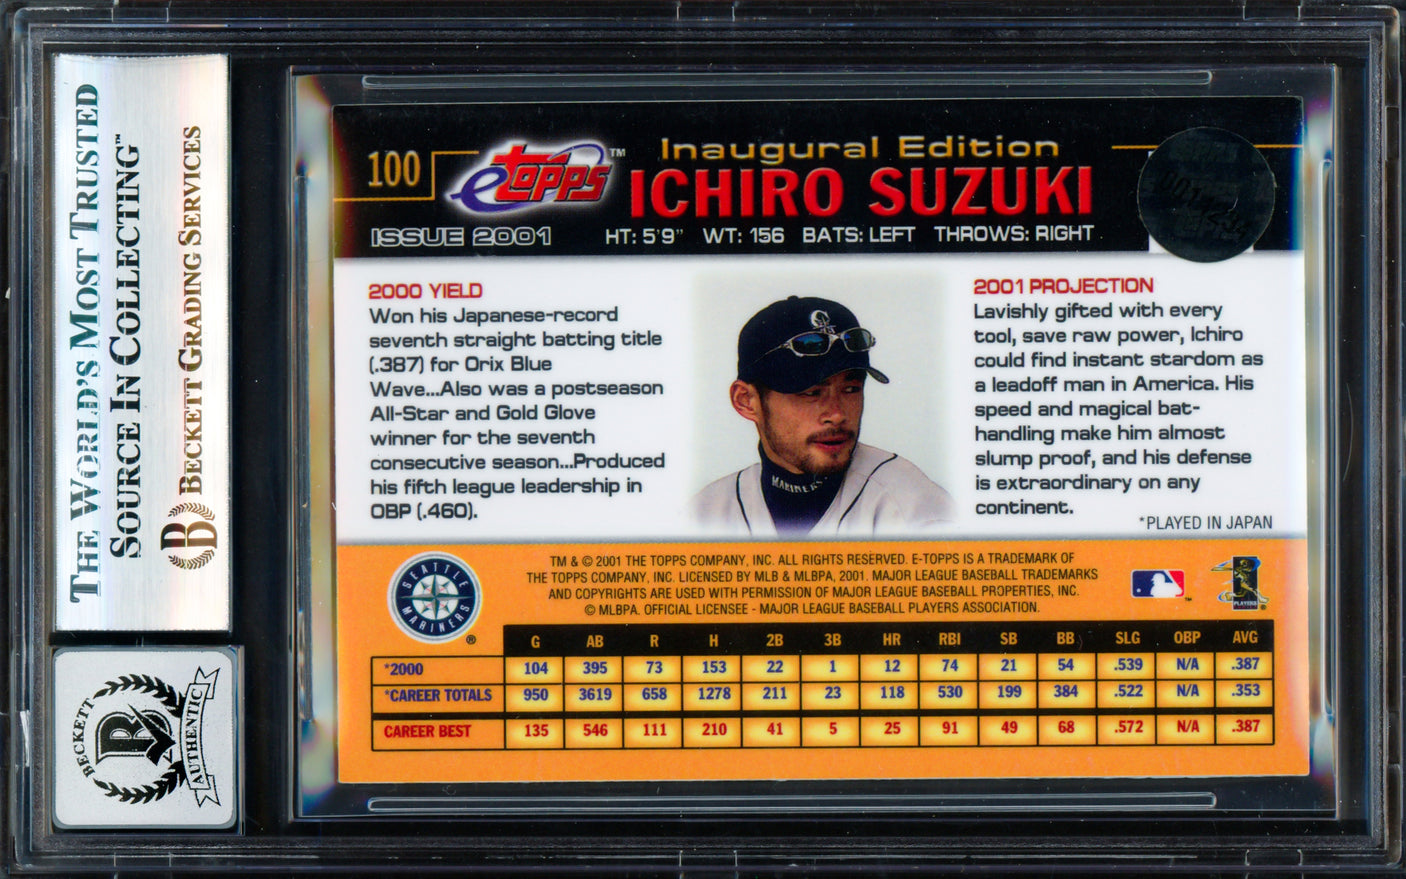 THE WORLD'S MOST TRUSTED
SOURCE IN COLLECTING™
BECKETT GRADING SERVICES
BECKETT
AUTHENTIC
100
eTOPPS™
Inaugural Edition
ICHIRO SUZUKI
ISSUE 2001
HT: 5'9" WT: 156 BATS: LEFT THROWS: RIGHT
2000 YIELD
Won his Japanese-record
seventh straight batting title
(.387) for Orix Blue
Wave...Also was a postseason
All-Star and Gold Glove
winner for the seventh
consecutive season...Produced
his fifth league leadership in
OBP (.460).
MARINERS
2001 PROJECTION
Lavishly gifted with every
tool, save raw power, Ichiro
could find instant stardom as
a leadoff man in America. His
speed and magical bat-
handling make him almost
slump proof, and his defense
is extraordinary on any
continent.
*PLAYED IN JAPAN
SEATTLE MARINERS ®
TM & © 2001 THE TOPPS COMPANY, INC. ALL RIGHTS RESERVED. E-TOPPS IS A TRADEMARK OF
THE TOPPS COMPANY, INC. LICENSED BY MLB & MLBPA, 2001. MAJOR LEAGUE BASEBALL TRADEMARKS
AND COPYRIGHTS ARE USED WITH PERMISSION OF MAJOR LEAGUE BASEBALL PROPERTIES, INC.
© MLBPA. OFFICIAL LICENSEE - MAJOR LEAGUE BASEBALL PLAYERS ASSOCIATION.
PLAYERS
G AB R H 2B 3B HR RBI SB BB SLG OBP AVG
*2000 104 395 73 153 22 1 12 74 21 54 .539 N/A .387
*CAREER TOTALS 950 3619 658 1278 211 23 118 530 199 384 .522 N/A .353
CAREER BEST 135 546 111 210 41 5 25 91 49 68 .572 N/A .387